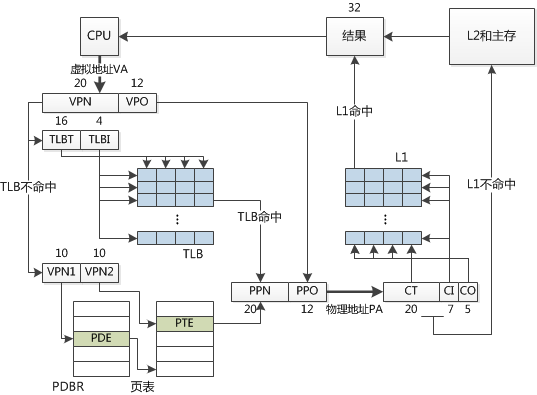 32
CPU
结果
L2和主存
虚拟地址VA
20
12
VPN
VPO
L1命中
16
4
TLBT
TLBI
L1
TLB不命中
L1不命中
TLB命中
TLB
10
10
VPN1
VPN2
PPN
PPO
CT
CI
CO
20
12
物理地址PA
20
7
5
PTE
PDE
PDBR
页表